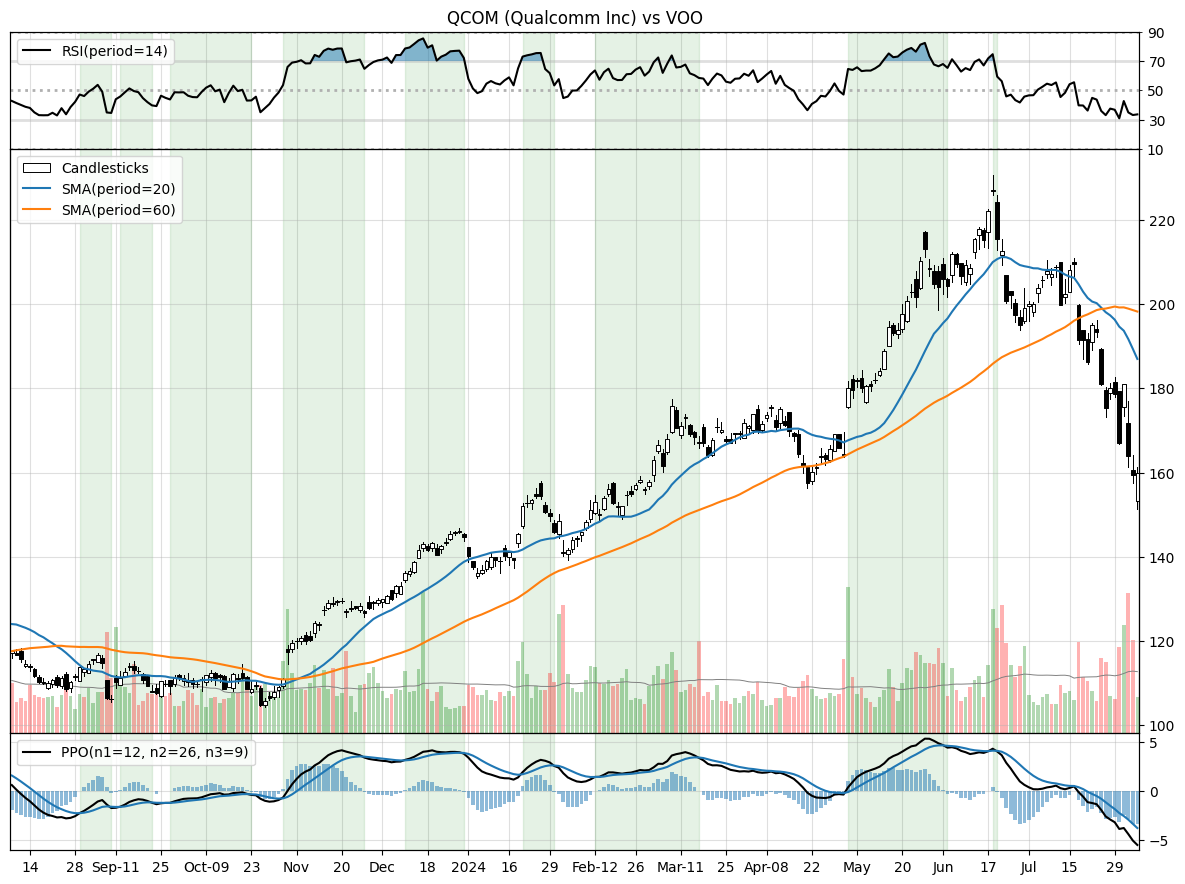 QCOM (Qualcomm Inc) vs VOO
RSI(period=14)
90
70
50
30
10
Candlesticks
SMA(period=20)
SMA(period=60)
220
200
180
160
140
120
100
PPO(n1=12, n2=26, n3=9)
5
0
−5
14 28 Sep-11 25 Oct-09 23 Nov 20 Dec 18 2024 16 29 Feb-12 26 Mar-11 25 Apr-08 22 May 20 Jun 17 Jul 15 29